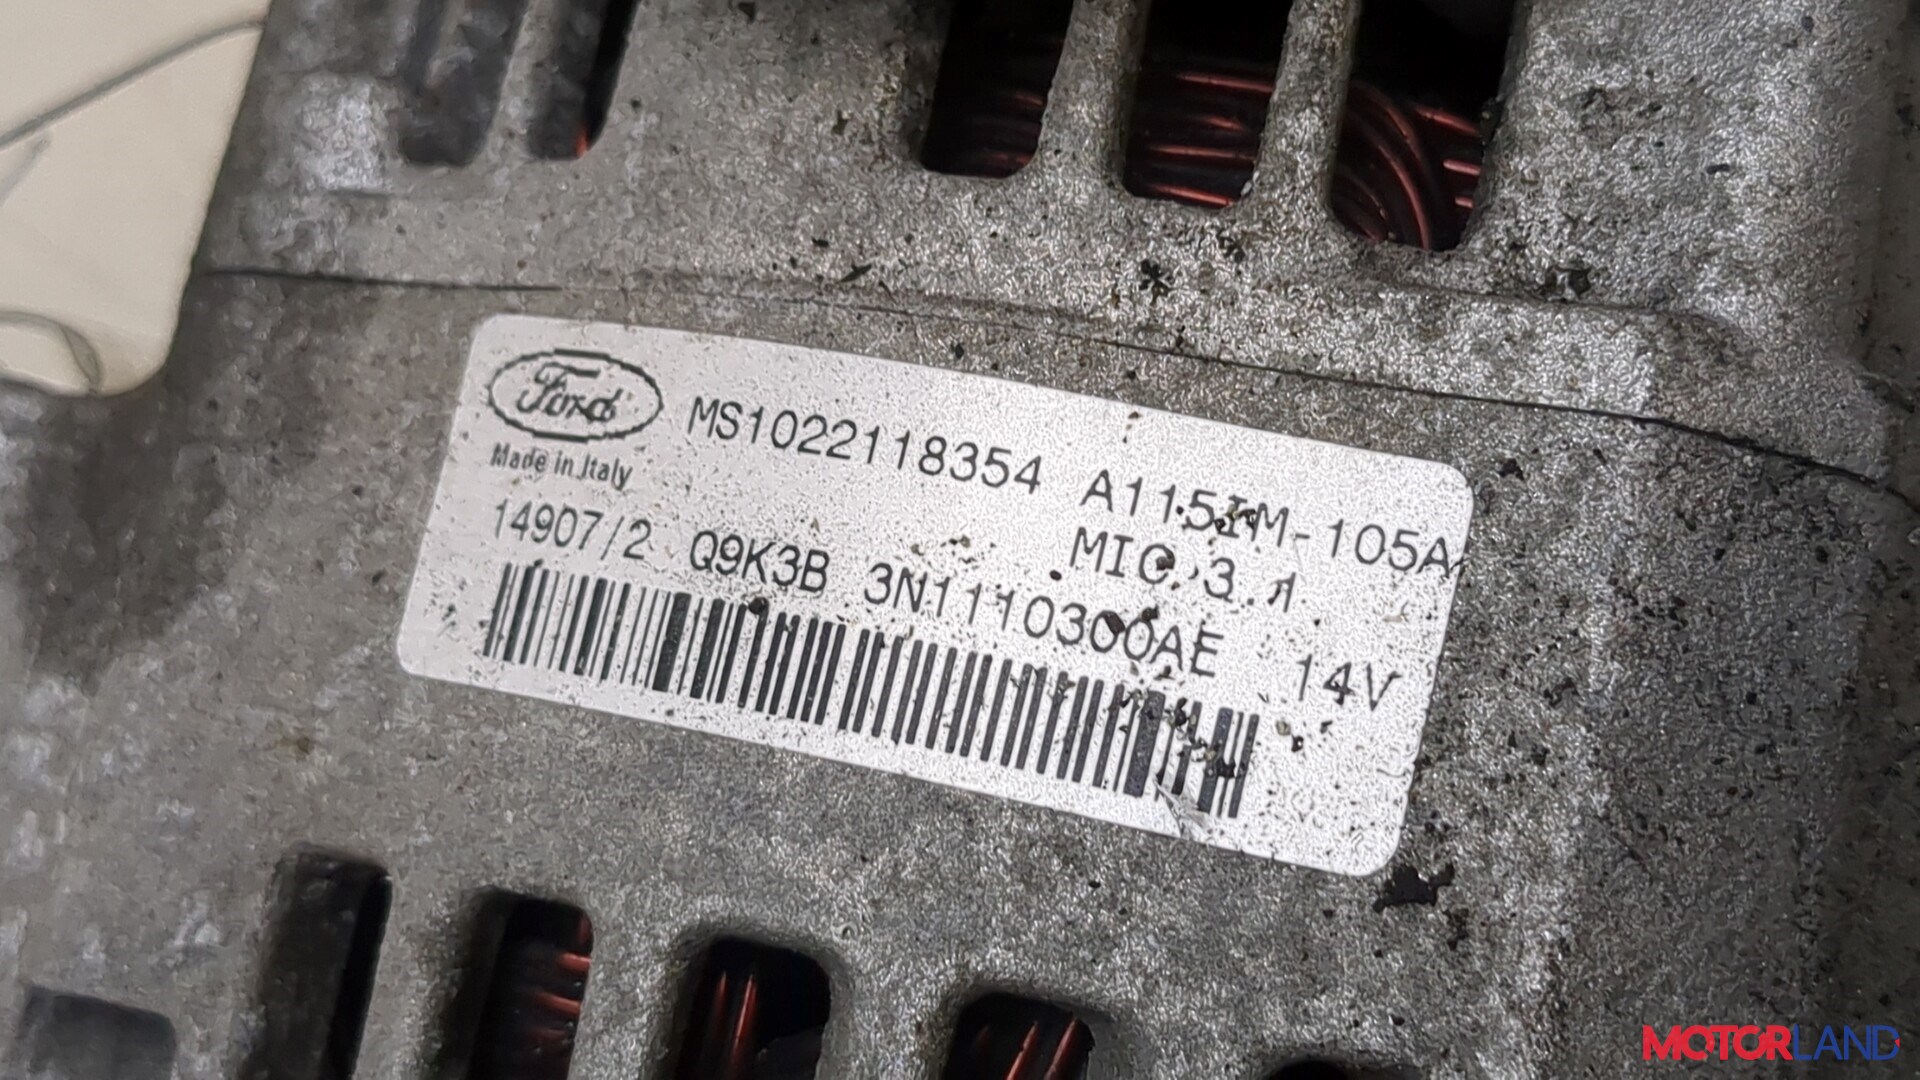 Ford
Made in Italy
MS1022118354 A115IM-105A
MIC 3.1
14907/2 Q9K3B 3N1110300AE 14V
MOTORLAND